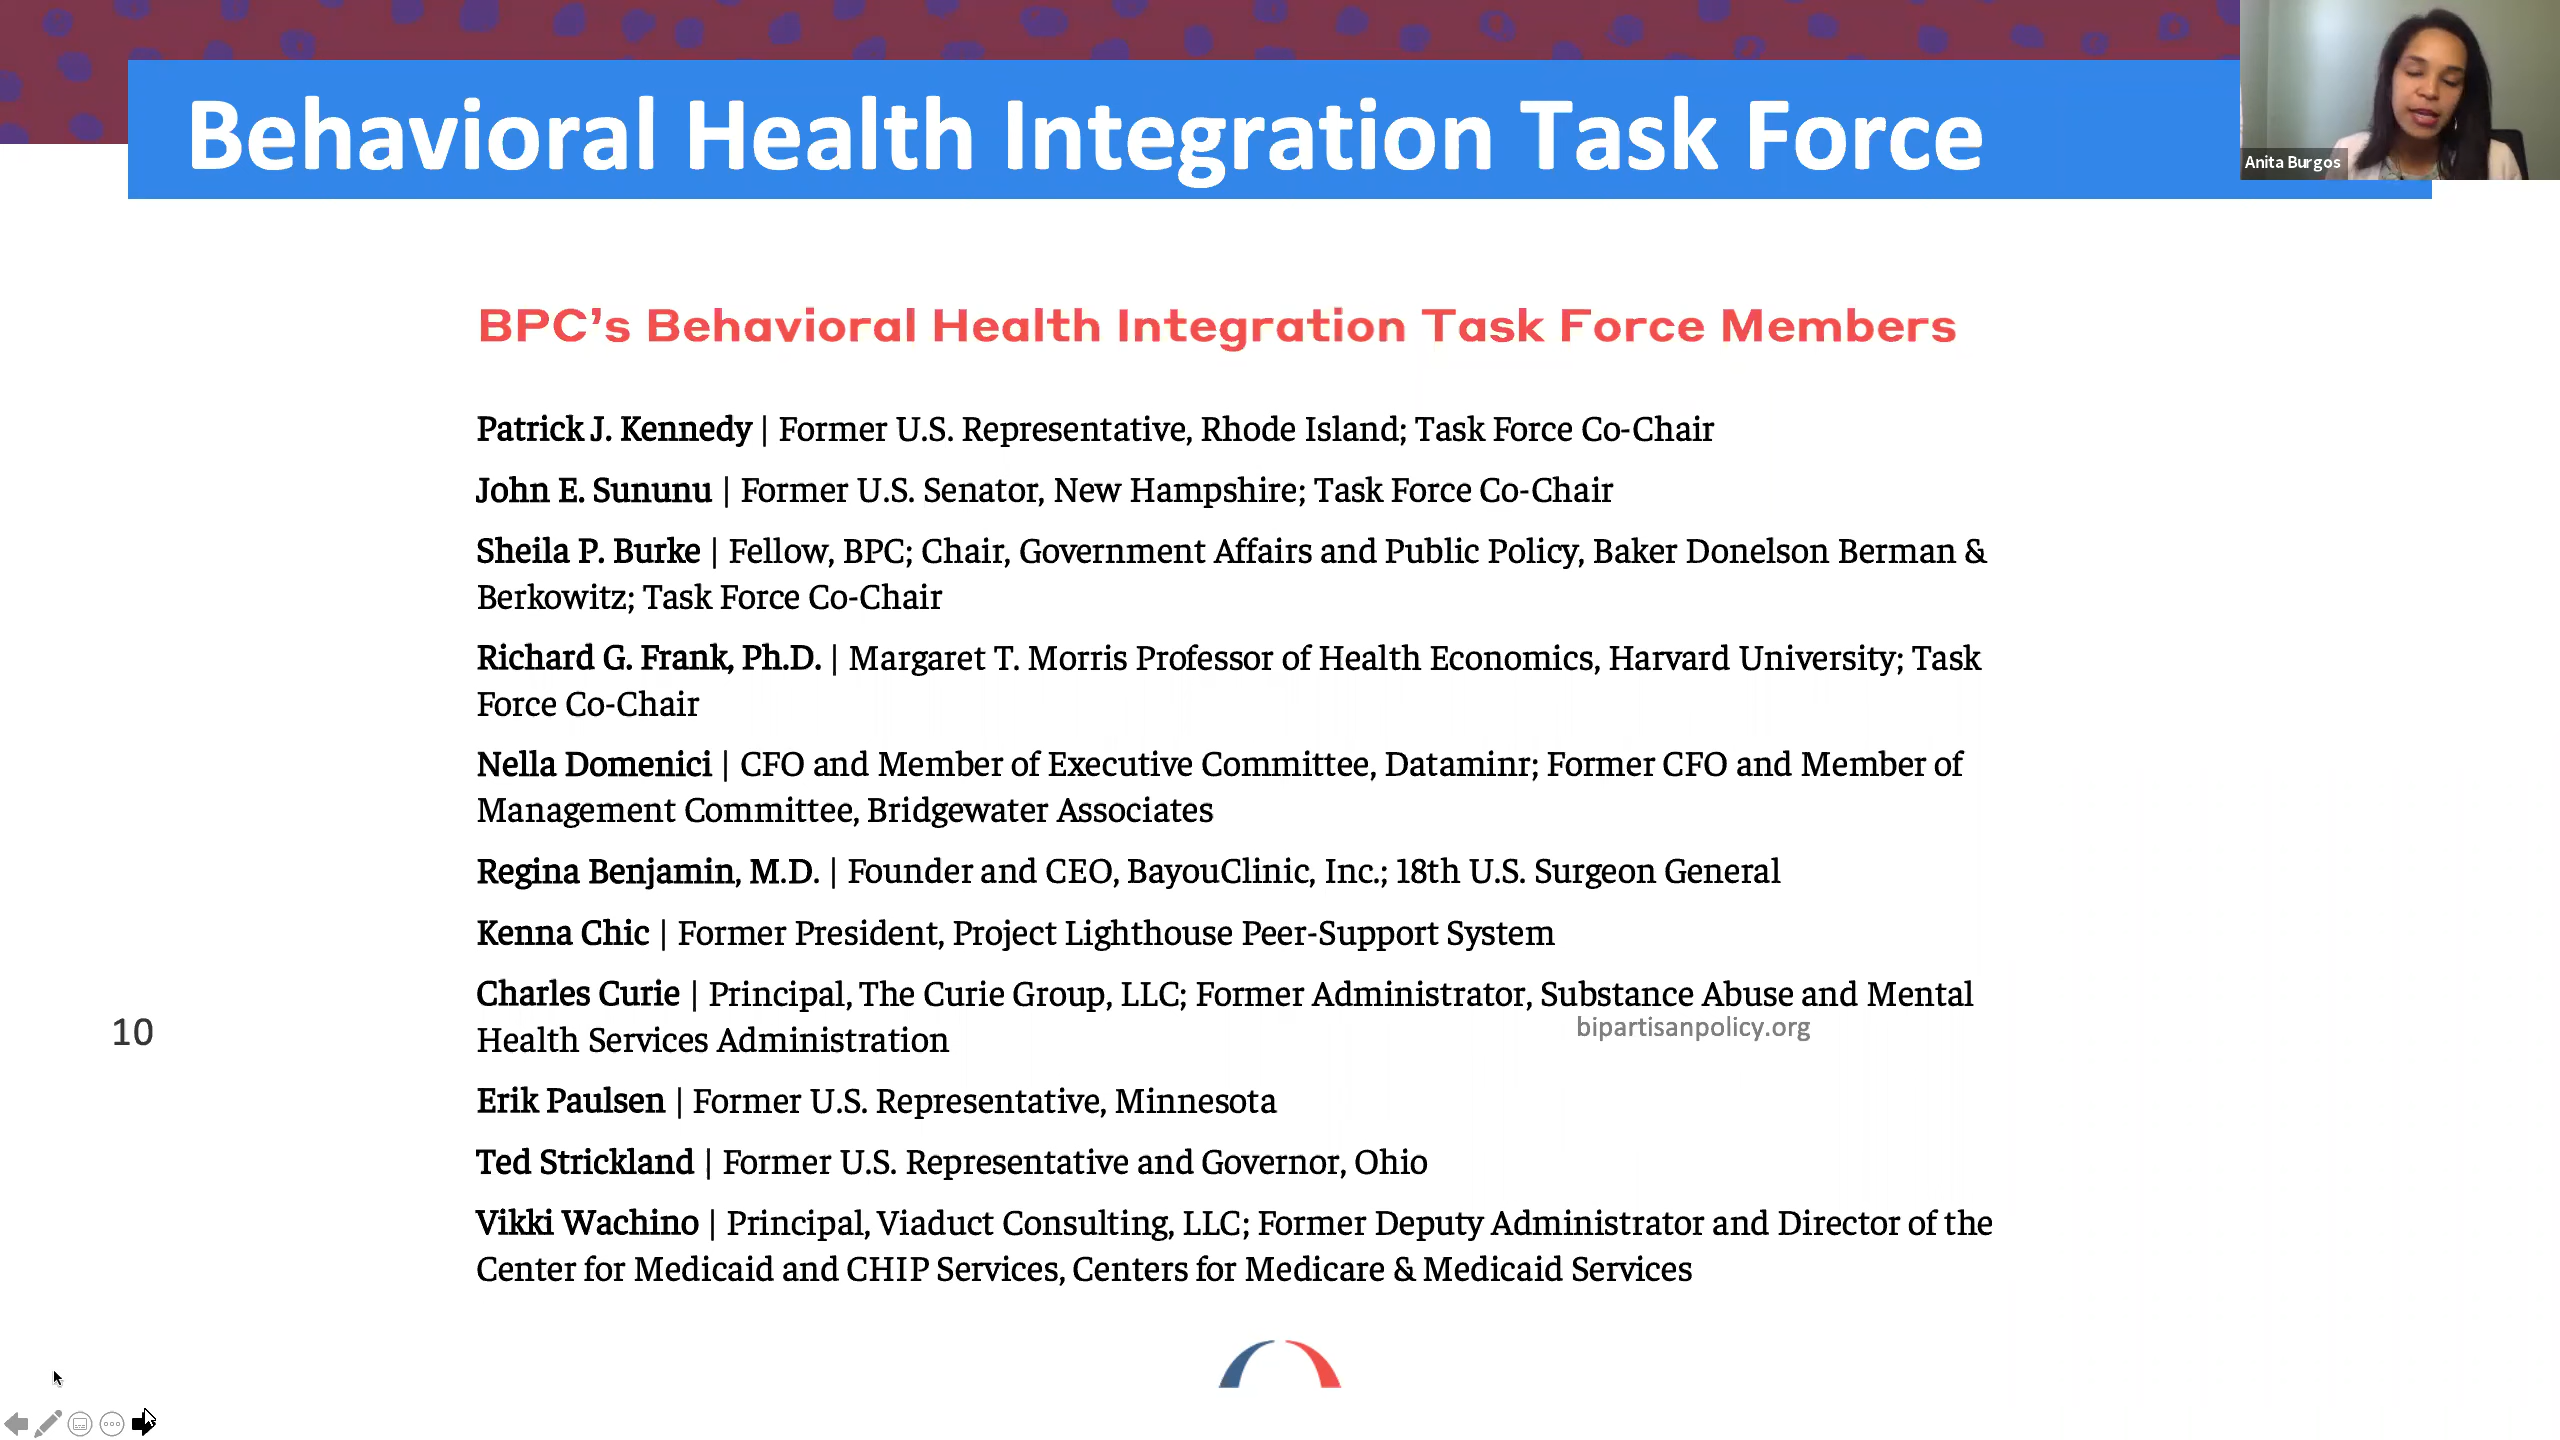 Behavioral Health Integration Task Force
Anita Burgos
BPC’s Behavioral Health Integration Task Force Members
Patrick J. Kennedy | Former U.S. Representative, Rhode Island; Task Force Co-Chair
John E. Sununu | Former U.S. Senator, New Hampshire; Task Force Co-Chair
Sheila P. Burke | Fellow, BPC; Chair, Government Affairs and Public Policy, Baker Donelson Berman &
Berkowitz; Task Force Co-Chair
Richard G. Frank, Ph.D. | Margaret T. Morris Professor of Health Economics, Harvard University; Task
Force Co-Chair
Nella Domenici | CFO and Member of Executive Committee, Dataminr; Former CFO and Member of
Management Committee, Bridgewater Associates
Regina Benjamin, M.D. | Founder and CEO, BayouClinic, Inc.; 18th U.S. Surgeon General
Kenna Chic | Former President, Project Lighthouse Peer-Support System
Charles Curie | Principal, The Curie Group, LLC; Former Administrator, Substance Abuse and Mental
Health Services Administration
bipartisanpolicy.org
10
Erik Paulsen | Former U.S. Representative, Minnesota
Ted Strickland | Former U.S. Representative and Governor, Ohio
Vikki Wachino | Principal, Viaduct Consulting, LLC; Former Deputy Administrator and Director of the
Center for Medicaid and CHIP Services, Centers for Medicare & Medicaid Services